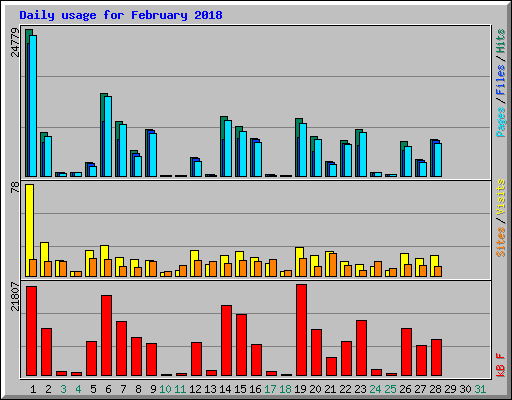 Daily usage for February 2018
24779
Pages / Files / Hits
78
Sites / Visits
21807
kB F
1 2 3 4 5 6 7 8 9 10 11 12 13 14 15 16 17 18 19 20 21 22 23 24 25 26 27 28 29 30 31